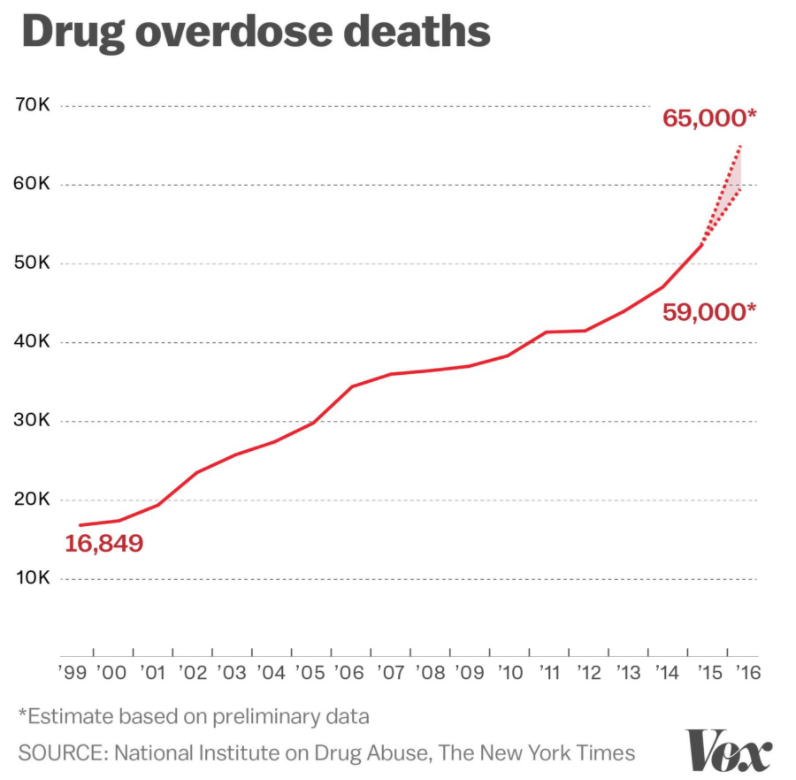 Drug overdose deaths
70K
65,000*
60K
50K
59,000*
40K
30K
20K
16,849
10K
’99 ’00 ’01 ’02 ’03 ’04 ’05 ’06 ’07 ’08 ’09 ’10 ’11 ’12 ’13 ’14 ’15 ’16
*Estimate based on preliminary data
SOURCE: National Institute on Drug Abuse, The New York Times
Vox